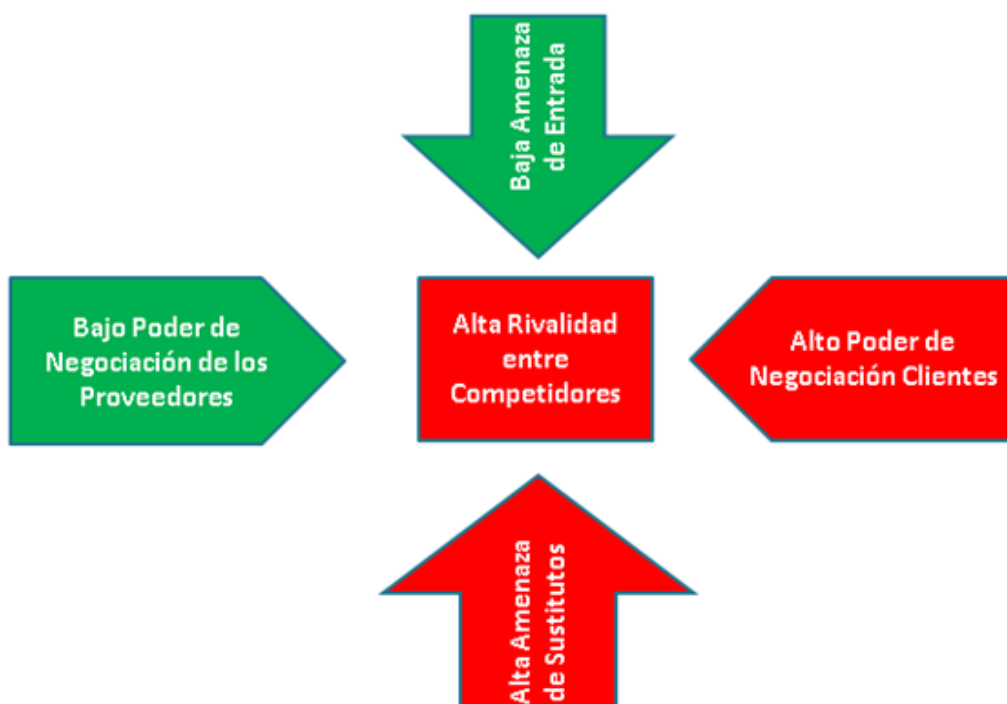 Baja Amenaza
de Entrada
Bajo Poder de
Negociación de los
Proveedores
Alta Rivalidad
entre
Competidores
Alto Poder de
Negociación Clientes
Alta Amenaza
de Sustitutos